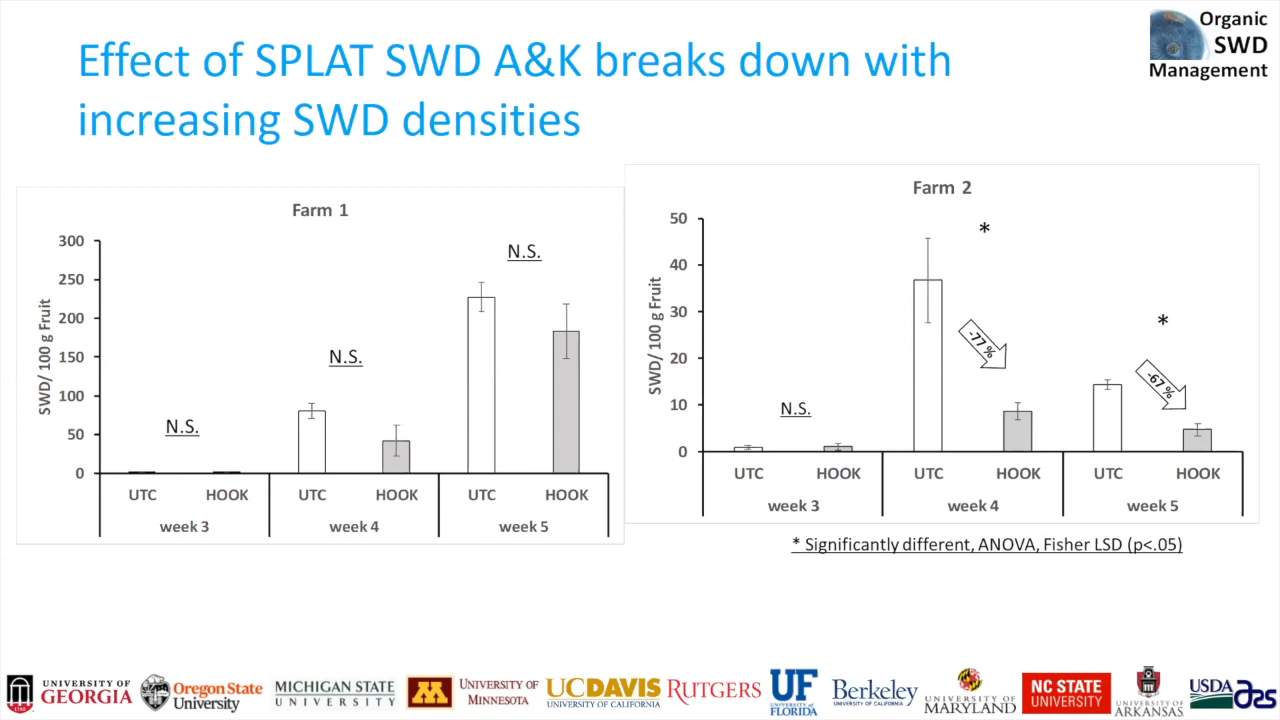 Effect of SPLAT SWD A&K breaks down with
increasing SWD densities
Organic
SWD
Management
Farm 1
SWD/ 100 g Fruit
300
250
200
150
100
50
0
N.S.
N.S.
N.S.
UTC HOOK UTC HOOK UTC HOOK
week 3 week 4 week 5
Farm 2
SWD/ 100 g Fruit
50
40
30
20
10
0
N.S.
*
-77 %
*
-67 %
UTC HOOK UTC HOOK UTC HOOK
week 3 week 4 week 5
* Significantly different, ANOVA, Fisher LSD (p<.05)
1785
UNIVERSITY OF
GEORGIA
Oregon State
University
MICHIGAN STATE
UNIVERSITY
M
UNIVERSITY OF
MINNESOTA
UCDAVIS
UNIVERSITY OF CALIFORNIA
RUTGERS
UF
UNIVERSITY of
FLORIDA
Berkeley
UNIVERSITY OF CALIFORNIA
UNIVERSITY OF
MARYLAND
NC STATE
UNIVERSITY
UNIVERSITY OF
ARKANSAS
USDA
ars